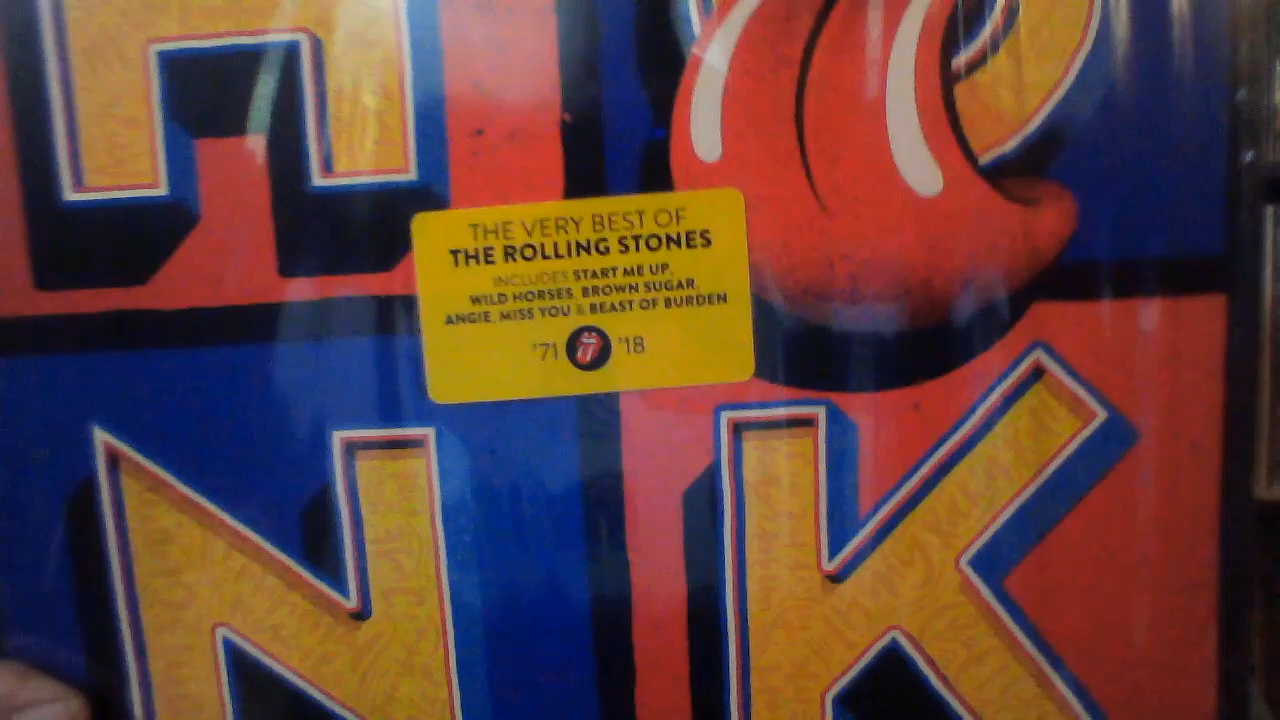 H O
THE VERY BEST OF
THE ROLLING STONES
INCLUDES START ME UP,
WILD HORSES, BROWN SUGAR,
ANGIE, MISS YOU & BEAST OF BURDEN
'71 '18
N K